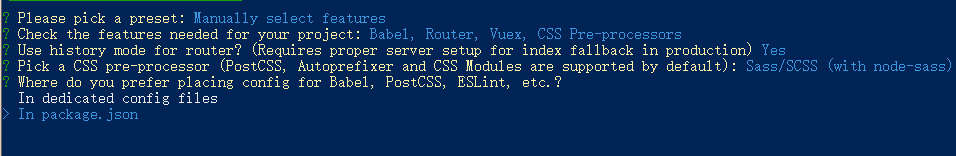 ? Please pick a preset: Manually select features
? Check the features needed for your project: Babel, Router, Vuex, CSS Pre-processors
? Use history mode for router? (Requires proper server setup for index fallback in production) Yes
? Pick a CSS pre-processor (PostCSS, Autoprefixer and CSS Modules are supported by default): Sass/SCSS (with node-sass)
? Where do you prefer placing config for Babel, PostCSS, ESLint, etc.?
In dedicated config files
> In package.json